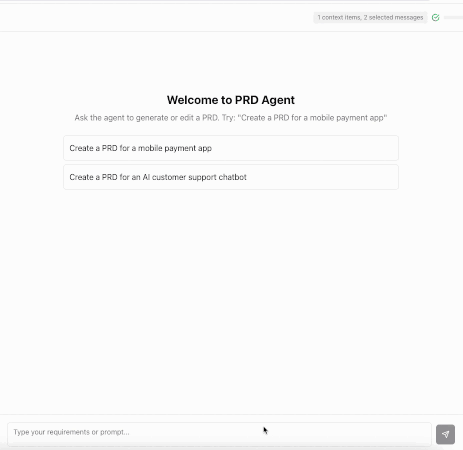 1 context items, 2 selected messages
Welcome to PRD Agent
Ask the agent to generate or edit a PRD. Try: "Create a PRD for a mobile payment app"
Create a PRD for a mobile payment app
Create a PRD for an AI customer support chatbot
Type your requirements or prompt...